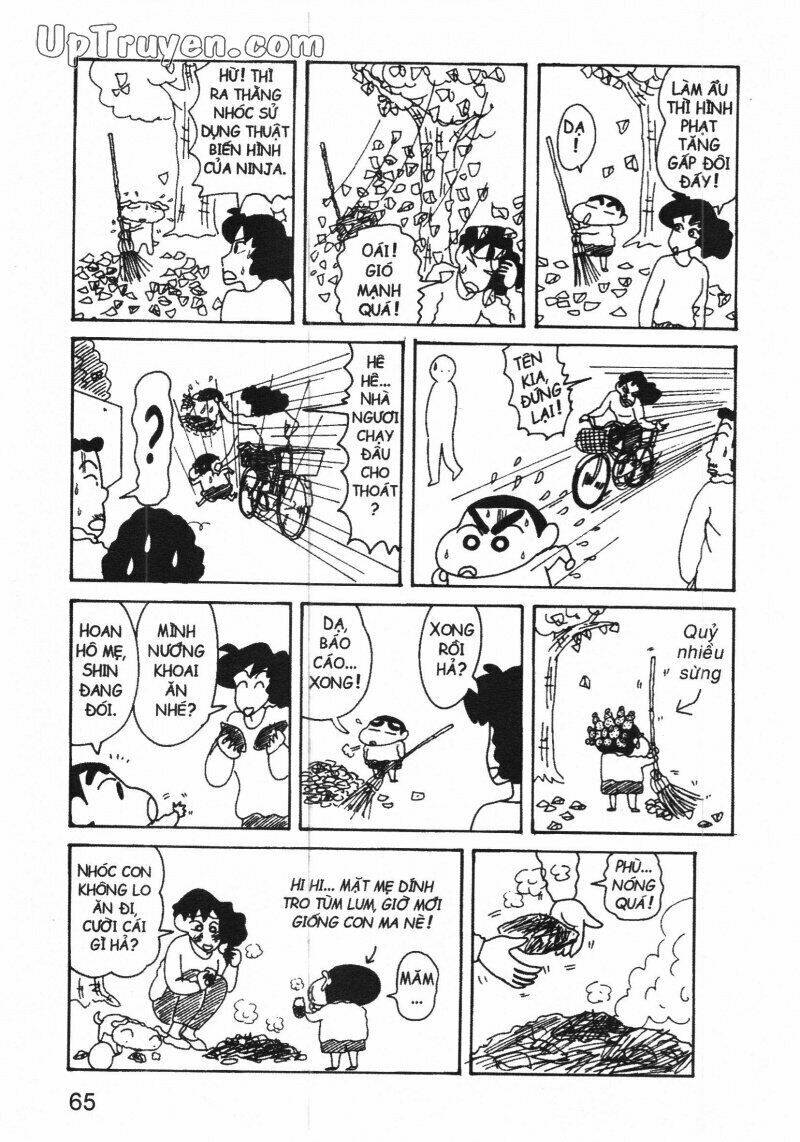 UpTruyen.com
LÀM ẨU
THÌ HÌNH
PHẠT
TĂNG
GẤP ĐÔI
ĐẤY!
DẠ
!
OÁI!
GIÓ
MẠNH
QUÁ!
HỪ! THÌ
RA THẰNG
NHÓC SỬ
DỤNG THUẬT
BIẾN HÌNH
CỦA NINJA.
TÊN
KIA,
ĐỨNG
LẠI!
HÊ
HÊ...
NHÀ
NGƯƠI
CHẠY
ĐÂU
CHO
THOÁT
?
?
Quỷ
nhiều
sừng
XONG
RỒI
HẢ?
DẠ,
BÁO
CÁO...
XONG!
MÌNH
NƯỚNG
KHOAI
ĂN
NHÉ?
HOAN
HÔ MẸ,
SHIN
ĐANG
ĐÓI.
PHÙ...
NÓNG
QUÁ!
MĂM
...
HI HI... MẶT MẸ DÍNH
TRO TÙM LUM, GIỜ MỚI
GIỐNG CON MA NÈ!
NHÓC CON
KHÔNG LO
ĂN ĐI,
CƯỜI CÁI
GÌ HẢ?
65